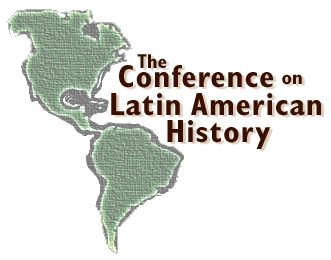 The
Conference on
Latin American
History